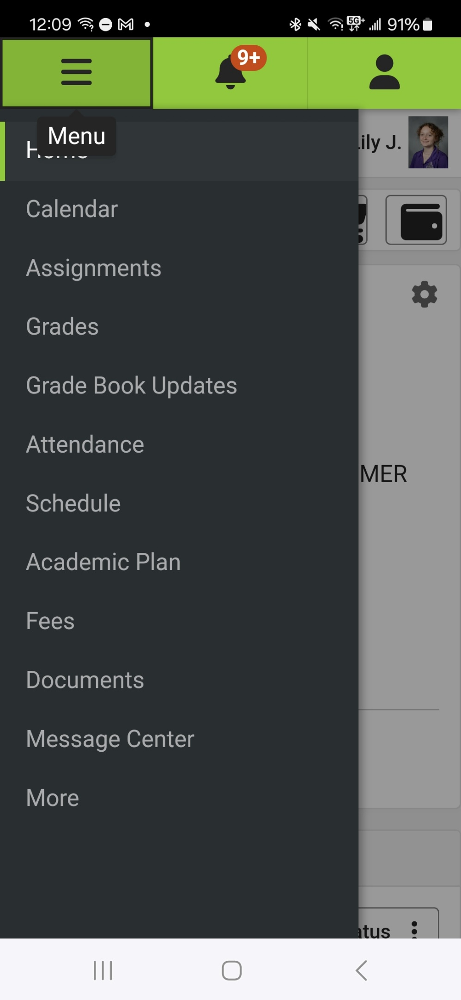 12:09
5G+
91%
9+
Menu
ily J.
Calendar
Assignments
Grades
Grade Book Updates
Attendance
MER
Schedule
Academic Plan
Fees
Documents
Message Center
More
atus